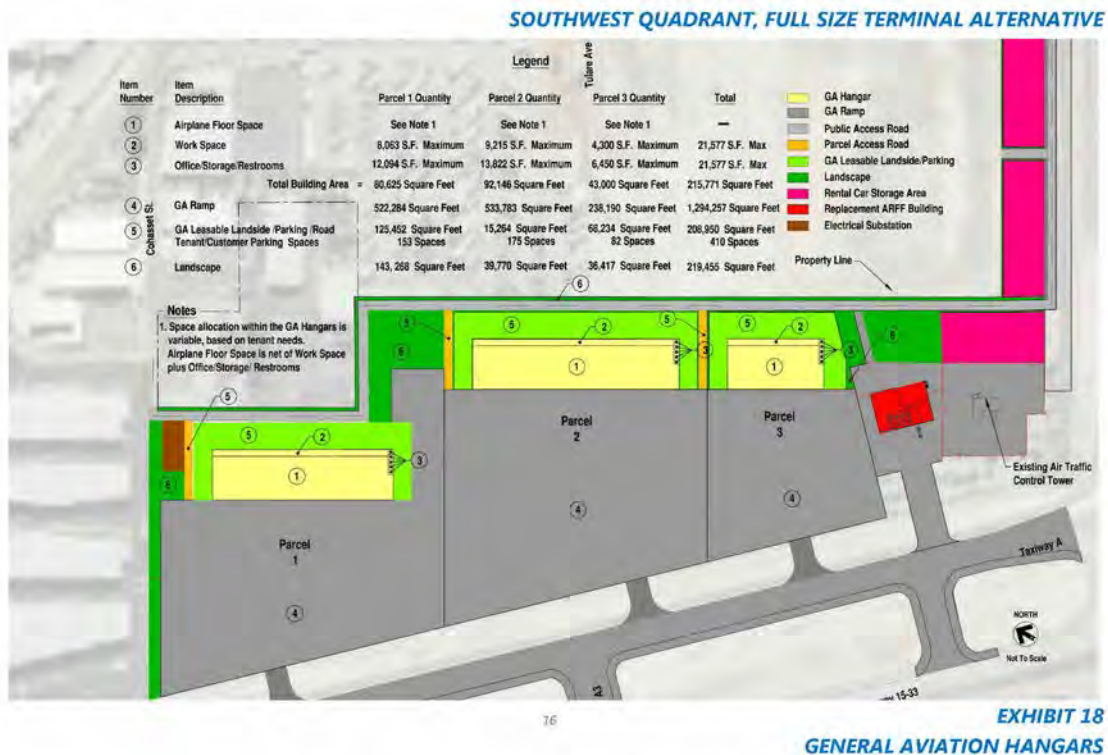 SOUTHWEST QUADRANT, FULL SIZE TERMINAL ALTERNATIVE
Legend
Tulare Ave
Item Number Item Description Parcel 1 Quantity Parcel 2 Quantity Parcel 3 Quantity Total
1 Airplane Floor Space See Note 1 See Note 1 See Note 1 —
2 Work Space 8,063 S.F. Maximum 9,215 S.F. Maximum 4,300 S.F. Maximum 21,577 S.F. Max
3 Office/Storage/Restrooms 12,094 S.F. Maximum 13,822 S.F. Maximum 6,450 S.F. Maximum 21,577 S.F. Max
Total Building Area = 80,625 Square Feet 92,146 Square Feet 43,000 Square Feet 215,771 Square Feet
4 GA Ramp 522,284 Square Feet 533,783 Square Feet 238,190 Square Feet 1,294,257 Square Feet
5 GA Leasable Landside /Parking /Road 125,452 Square Feet 15,264 Square Feet 68,234 Square Feet 208,950 Square Feet
Tenant/Customer Parking Spaces 153 Spaces 175 Spaces 82 Spaces 410 Spaces
6 Landscape 143,268 Square Feet 39,770 Square Feet 36,417 Square Feet 219,455 Square Feet
GA Hangar
GA Ramp
Public Access Road
Parcel Access Road
GA Leasable Landside/Parking
Landscape
Rental Car Storage Area
Replacement ARFF Building
Electrical Substation
Cohasset St.
Property Line
6
Notes
1. Space allocation within the GA Hangars is
variable, based on tenant needs.
Airplane Floor Space is net of Work Space
plus Office/Storage/ Restrooms
5 5 2 5 5 2 6
6 1 3 1 3
5
Parcel 2
Parcel 3
5 2
1 3
6
Existing Air Traffic
Control Tower
4 4
Parcel 1
4
Taxiway A
NORTH
Not To Scale
A3
15-33
16
EXHIBIT 18
GENERAL AVIATION HANGARS